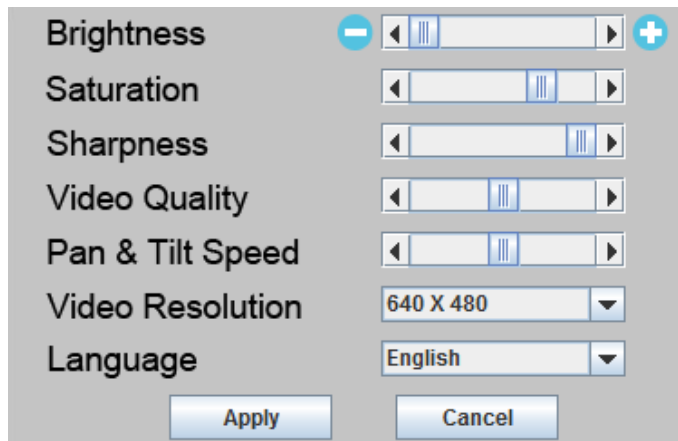 Brightness
Saturation
Sharpness
Video Quality
Pan & Tilt Speed
Video Resolution 640 X 480
Language English
Apply Cancel